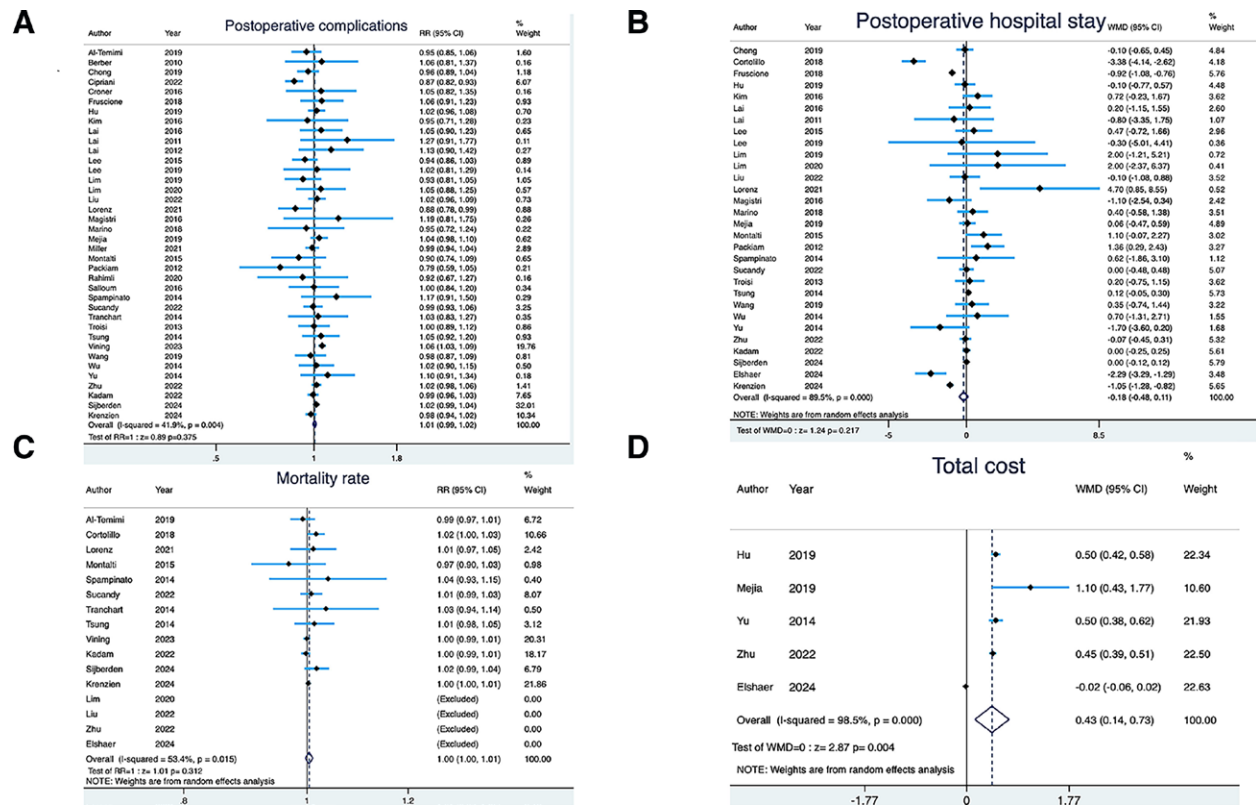 A
Postoperative complications
%
Author Year RR (95% CI) Weight
Al-Temimi 2019 0.95 (0.85, 1.06) 1.60
Berber 2010 1.06 (0.81, 1.37) 0.16
Chong 2019 0.96 (0.89, 1.04) 1.18
Cipriani 2022 0.87 (0.82, 0.93) 6.07
Croner 2016 1.05 (0.82, 1.35) 0.16
Fruscione 2018 1.06 (0.91, 1.23) 0.93
Hu 2019 1.02 (0.96, 1.08) 0.70
Kim 2016 0.95 (0.71, 1.28) 0.23
Lai 2016 1.05 (0.90, 1.23) 0.65
Lai 2011 1.27 (0.91, 1.77) 0.11
Lai 2012 1.13 (0.90, 1.42) 0.27
Lee 2015 0.94 (0.86, 1.03) 0.89
Lee 2019 1.02 (0.81, 1.29) 0.14
Lim 2019 0.93 (0.81, 1.05) 1.05
Lim 2020 1.05 (0.88, 1.25) 0.57
Liu 2022 1.02 (0.96, 1.09) 0.73
Lorenz 2021 0.88 (0.78, 0.99) 0.88
Magistri 2016 1.19 (0.81, 1.75) 0.26
Marino 2018 0.95 (0.72, 1.24) 0.22
Mejia 2019 1.04 (0.98, 1.10) 0.62
Miller 2021 0.99 (0.94, 1.04) 2.89
Montalti 2015 0.90 (0.74, 1.09) 0.65
Packiam 2012 0.79 (0.59, 1.05) 0.21
Rahimli 2020 0.92 (0.67, 1.27) 0.16
Salloum 2016 1.00 (0.84, 1.20) 0.34
Spampinato 2014 1.17 (0.91, 1.50) 0.29
Sucandy 2022 0.99 (0.93, 1.06) 3.25
Tranchart 2014 1.03 (0.83, 1.27) 0.35
Troisi 2013 1.00 (0.89, 1.12) 0.86
Tsung 2014 1.05 (0.92, 1.20) 0.93
Vining 2023 1.06 (1.03, 1.09) 19.76
Wang 2019 0.98 (0.87, 1.09) 0.81
Wu 2014 1.02 (0.90, 1.15) 0.50
Yu 2014 1.10 (0.91, 1.34) 0.18
Zhu 2022 1.02 (0.98, 1.06) 1.41
Kadam 2022 0.99 (0.96, 1.03) 7.65
Sijberden 2024 1.02 (0.99, 1.04) 32.01
Krenzien 2024 0.98 (0.94, 1.02) 10.34
Overall (I-squared = 41.9%, p = 0.004) 1.01 (0.99, 1.02) 100.00
Test of RR=1 : z= 0.89 p=0.375
.5 1 1.8
B
Postoperative hospital stay
%
Author Year WMD (95% CI) Weight
Chong 2019 -0.10 (-0.65, 0.45) 4.84
Cortolillo 2018 -3.38 (-4.14, -2.62) 4.18
Fruscione 2018 -0.92 (-1.08, -0.76) 5.76
Hu 2019 -0.10 (-0.77, 0.57) 4.48
Kim 2016 0.72 (-0.23, 1.67) 3.62
Lai 2016 0.20 (-1.15, 1.55) 2.60
Lai 2011 -0.80 (-3.35, 1.75) 1.07
Lee 2015 0.47 (-0.72, 1.66) 2.96
Lee 2019 -0.30 (-5.01, 4.41) 0.36
Lim 2019 2.00 (-1.21, 5.21) 0.72
Lim 2020 2.00 (-2.37, 6.37) 0.41
Liu 2022 -0.10 (-1.08, 0.88) 3.52
Lorenz 2021 4.70 (0.85, 8.55) 0.52
Magistri 2016 -1.10 (-2.54, 0.34) 2.42
Marino 2018 0.40 (-0.58, 1.38) 3.51
Mejia 2019 0.06 (-0.47, 0.59) 4.89
Montalti 2015 1.10 (-0.07, 2.27) 3.02
Packiam 2012 1.36 (0.29, 2.43) 3.27
Spampinato 2014 0.62 (-1.86, 3.10) 1.12
Sucandy 2022 0.00 (-0.48, 0.48) 5.07
Troisi 2013 0.20 (-0.75, 1.15) 3.62
Tsung 2014 0.12 (-0.05, 0.30) 5.73
Wang 2019 0.35 (-0.74, 1.44) 3.22
Wu 2014 0.70 (-1.31, 2.71) 1.55
Yu 2014 -1.70 (-3.60, 0.20) 1.68
Zhu 2022 -0.07 (-0.45, 0.31) 5.32
Kadam 2022 0.00 (-0.25, 0.25) 5.61
Sijberden 2024 0.00 (-0.12, 0.12) 5.80
Elshaer 2024 -2.29 (-3.29, -1.29) 3.48
Krenzien 2024 -1.05 (-1.28, -0.82) 5.65
Overall (I-squared = 89.5%, p = 0.000) -0.18 (-0.48, 0.11) 100.00
NOTE: Weights are from random effects analysis
Test of WMD=0 : z= 1.24 p = 0.217
-5 0 8.5
C
Mortality rate
%
Author Year RR (95% CI) Weight
Al-Temimi 2019 0.99 (0.97, 1.01) 6.72
Cortolillo 2018 1.02 (1.00, 1.03) 10.66
Lorenz 2021 1.01 (0.97, 1.05) 2.42
Montalti 2015 0.97 (0.90, 1.03) 0.98
Spampinato 2014 1.04 (0.93, 1.15) 0.40
Sucandy 2022 1.01 (0.99, 1.03) 8.07
Tranchart 2014 1.03 (0.94, 1.14) 0.50
Tsung 2014 1.01 (0.98, 1.05) 3.12
Vining 2023 1.00 (0.99, 1.01) 20.31
Kadam 2022 1.00 (0.99, 1.01) 18.17
Sijberden 2024 1.02 (0.99, 1.04) 6.79
Krenzien 2024 1.00 (1.00, 1.01) 21.86
Lim 2020 (Excluded) 0.00
Liu 2022 (Excluded) 0.00
Zhu 2022 (Excluded) 0.00
Elshaer 2024 (Excluded) 0.00
Overall (I-squared = 53.4%, p = 0.015) 1.00 (1.00, 1.01) 100.00
Test of RR=1 : z= 1.01 p= 0.312
NOTE: Weights are from random effects analysis
.8 1 1.2
D
Total cost
%
Author Year WMD (95% CI) Weight
Hu 2019 0.50 (0.42, 0.58) 22.34
Mejia 2019 1.10 (0.43, 1.77) 10.60
Yu 2014 0.50 (0.38, 0.62) 21.93
Zhu 2022 0.45 (0.39, 0.51) 22.50
Elshaer 2024 -0.02 (-0.06, 0.02) 22.63
Overall (I-squared = 98.5%, p = 0.000) 0.43 (0.14, 0.73) 100.00
Test of WMD=0 : z= 2.87 p= 0.004
NOTE: Weights are from random effects analysis
-1.77 0 1.77